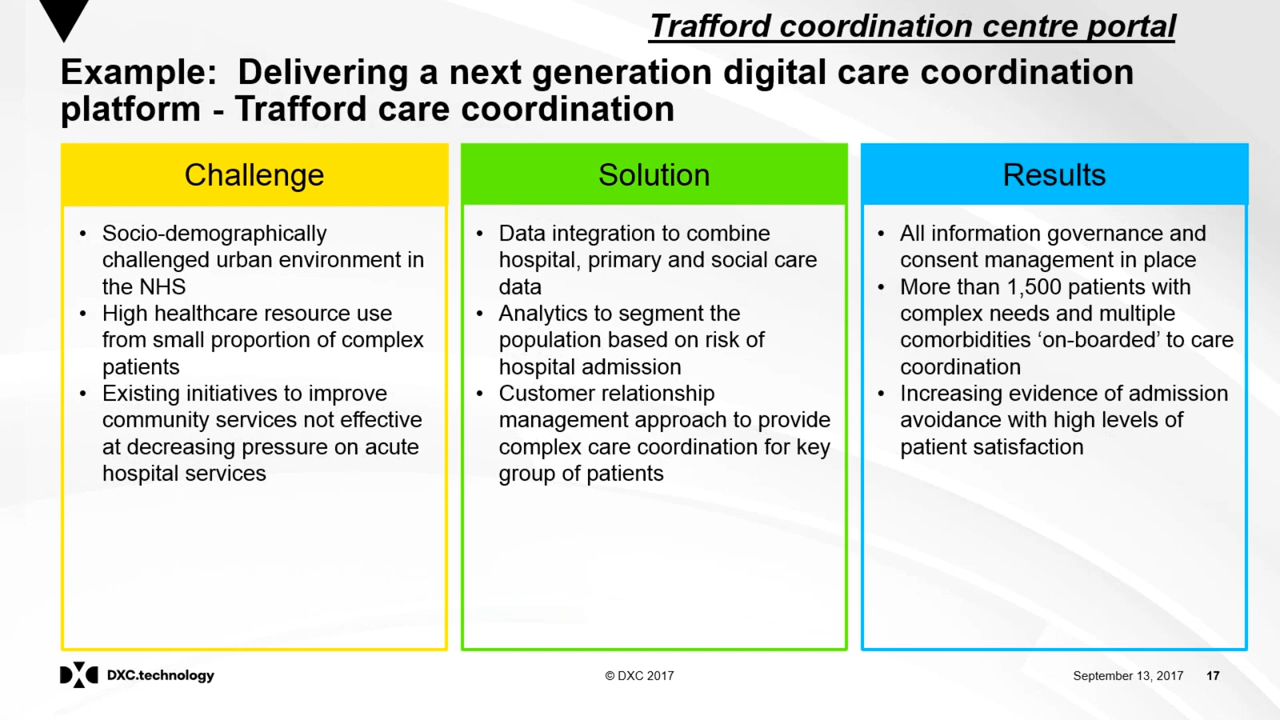 Trafford coordination centre portal
Example:  Delivering a next generation digital care coordination
platform - Trafford care coordination
Challenge
• Socio-demographically
challenged urban environment in
the NHS
• High healthcare resource use
from small proportion of complex
patients
• Existing initiatives to improve
community services not effective
at decreasing pressure on acute
hospital services
Solution
• Data integration to combine
hospital, primary and social care
data
• Analytics to segment the
population based on risk of
hospital admission
• Customer relationship
management approach to provide
complex care coordination for key
group of patients
Results
• All information governance and
consent management in place
• More than 1,500 patients with
complex needs and multiple
comorbidities ‘on-boarded’ to care
coordination
• Increasing evidence of admission
avoidance with high levels of
patient satisfaction
DXC.technology
© DXC 2017
September 13, 2017 17